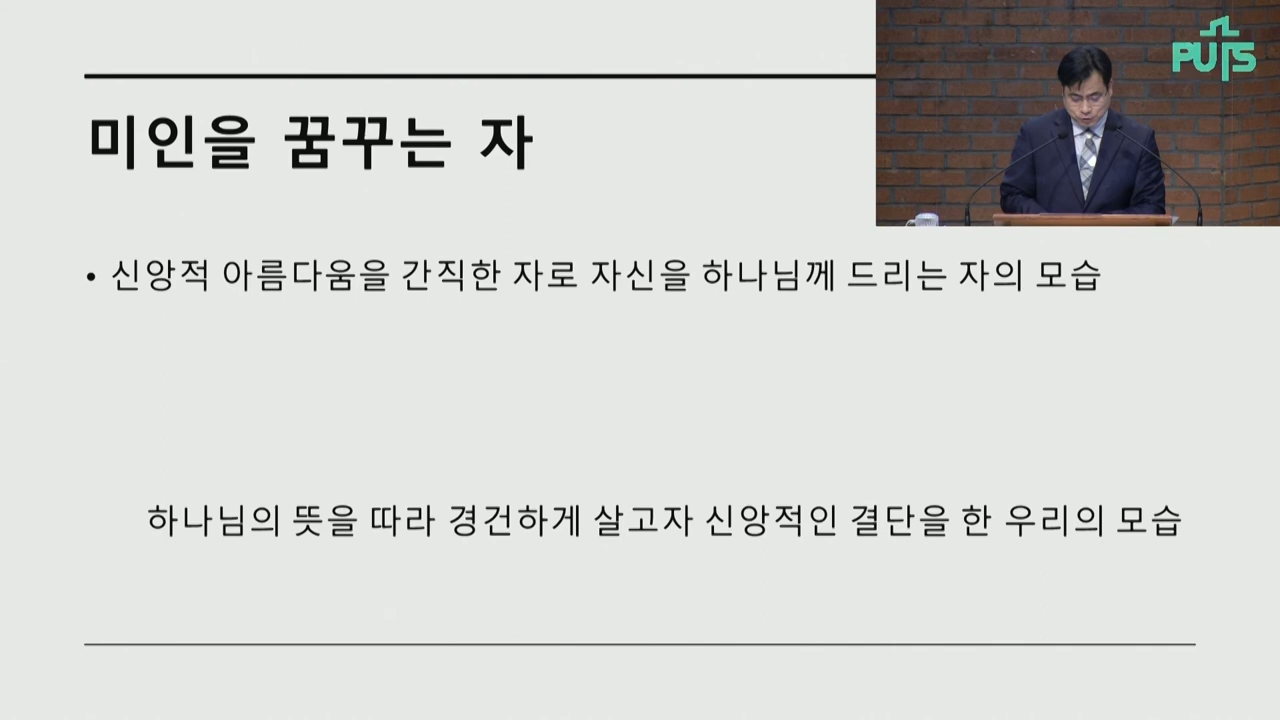 미인을 꿈꾸는 자
PUTS
• 신앙적 아름다움을 간직한 자로 자신을 하나님께 드리는 자의 모습
하나님의 뜻을 따라 경건하게 살고자 신앙적인 결단을 한 우리의 모습